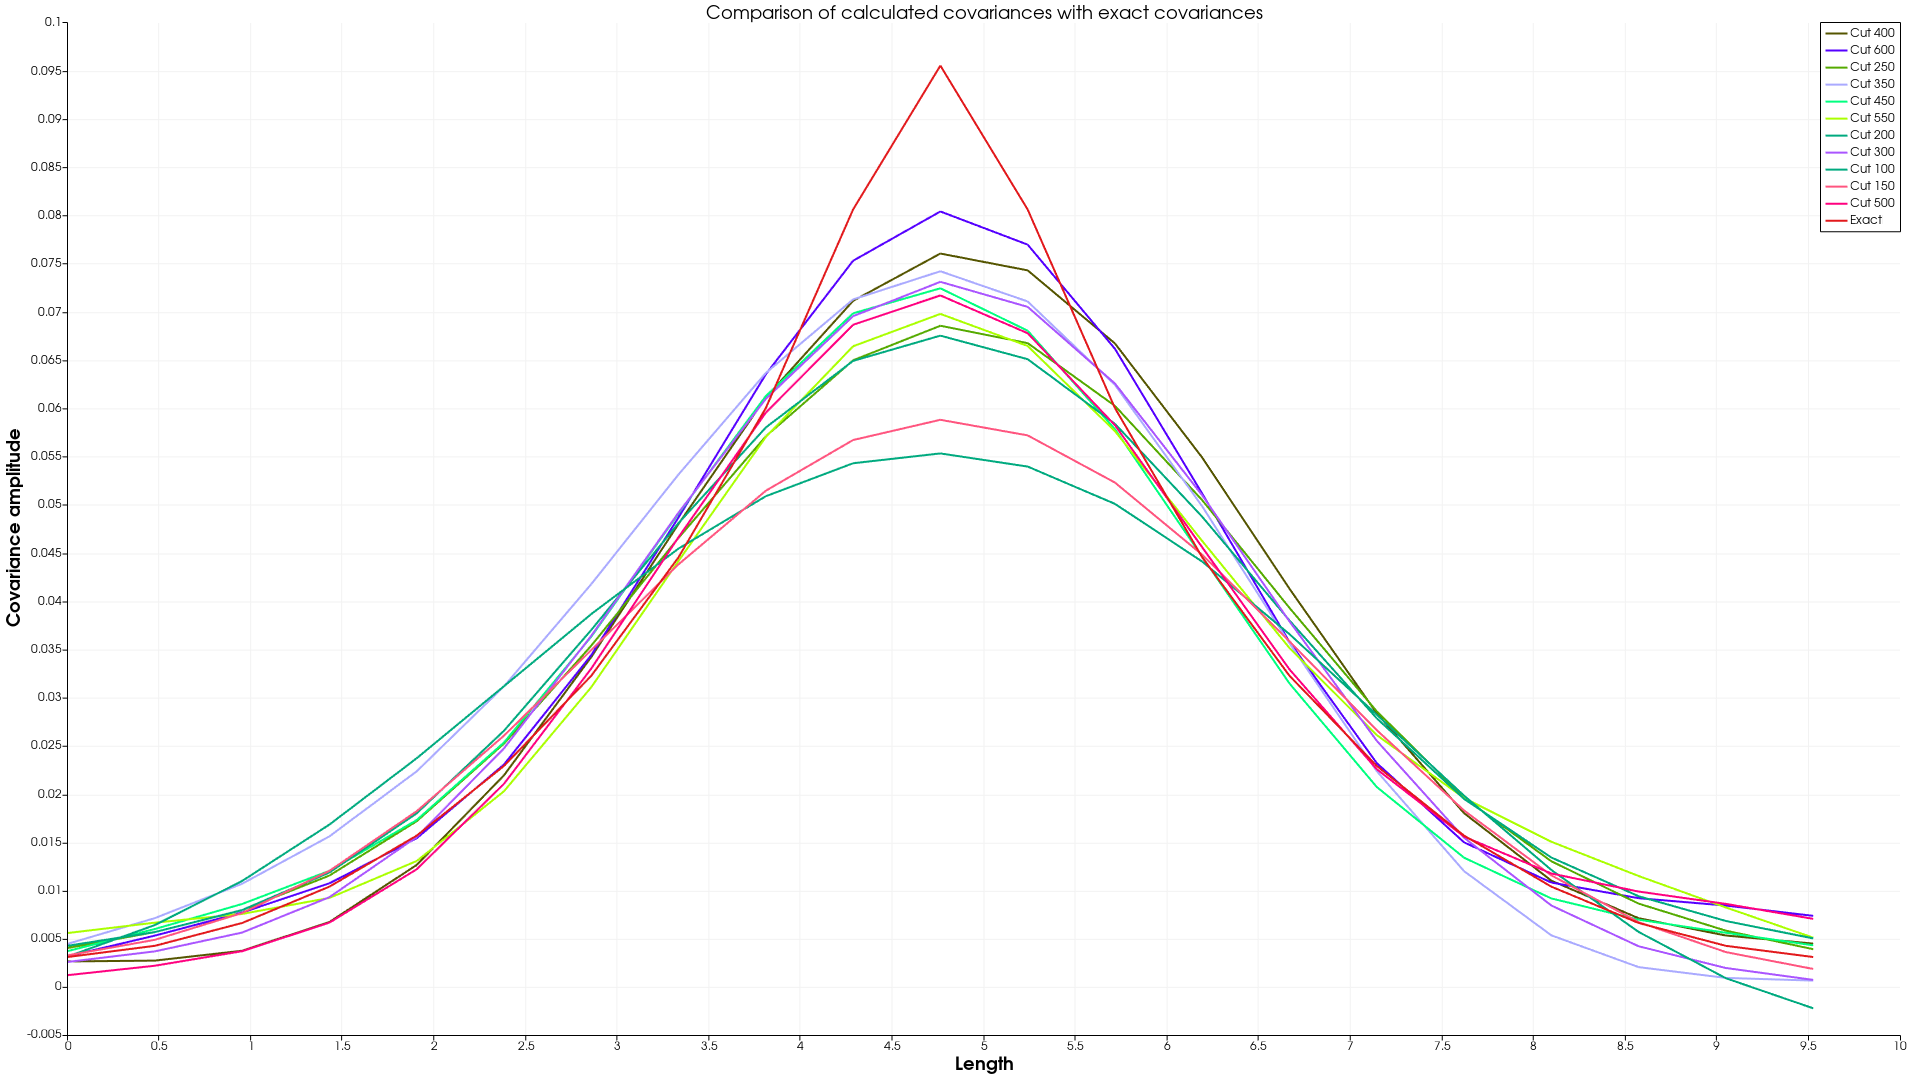 Comparison of calculated covariances with exact covariances
0.1
0.095
0.09
0.085
0.08
0.075
0.07
0.065
0.06
0.055
0.05
0.045
0.04
0.035
0.03
0.025
0.02
0.015
0.01
0.005
0
-0.005
Covariance amplitude
0 0.5 1 1.5 2 2.5 3 3.5 4 4.5 5 5.5 6 6.5 7 7.5 8 8.5 9 9.5 10
Length
Cut 400
Cut 600
Cut 250
Cut 350
Cut 450
Cut 550
Cut 200
Cut 300
Cut 100
Cut 150
Cut 500
Exact